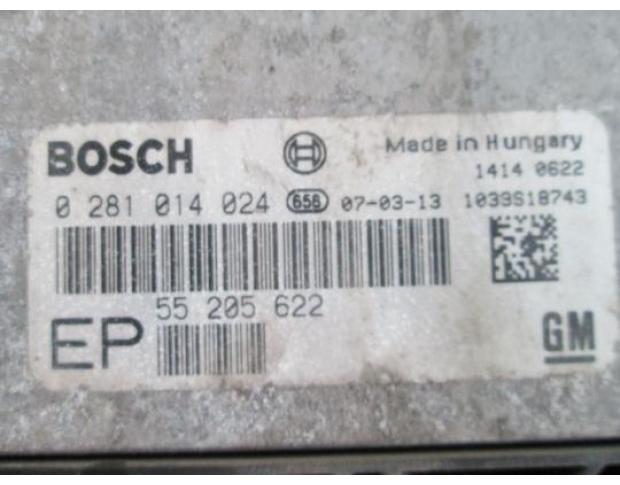 BOSCH Made in Hungary
1414 0622
0 281 014 024 656 07-03-13 1039S18743
55 205 622
EP GM